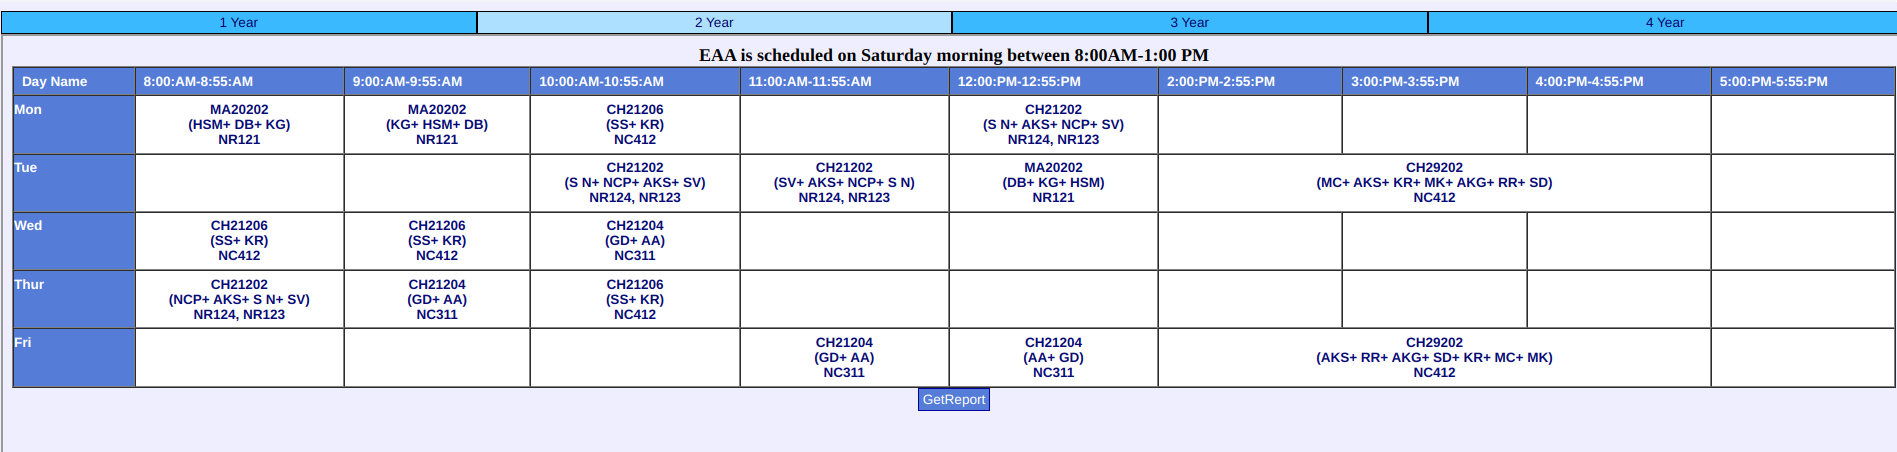 1 Year
2 Year
3 Year
4 Year
EAA is scheduled on Saturday morning between 8:00AM-1:00 PM
Day Name 8:00:AM-8:55:AM 9:00:AM-9:55:AM 10:00:AM-10:55:AM 11:00:AM-11:55:AM 12:00:PM-12:55:PM 2:00:PM-2:55:PM 3:00:PM-3:55:PM 4:00:PM-4:55:PM 5:00:PM-5:55:PM
Mon
MA20202
(HSM+ DB+ KG)
NR121
MA20202
(KG+ HSM+ DB)
NR121
CH21206
(SS+ KR)
NC412
CH21202
(S N+ AKS+ NCP+ SV)
NR124, NR123
Tue
CH21202
(S N+ NCP+ AKS+ SV)
NR124, NR123
CH21202
(SV+ AKS+ NCP+ S N)
NR124, NR123
MA20202
(DB+ KG+ HSM)
NR121
CH29202
(MC+ AKS+ KR+ MK+ AKG+ RR+ SD)
NC412
Wed
CH21206
(SS+ KR)
NC412
CH21206
(SS+ KR)
NC412
CH21204
(GD+ AA)
NC311
Thur
CH21202
(NCP+ AKS+ S N+ SV)
NR124, NR123
CH21204
(GD+ AA)
NC311
CH21206
(SS+ KR)
NC412
Fri
CH21204
(GD+ AA)
NC311
CH21204
(AA+ GD)
NC311
CH29202
(AKS+ RR+ AKG+ SD+ KR+ MC+ MK)
NC412
GetReport